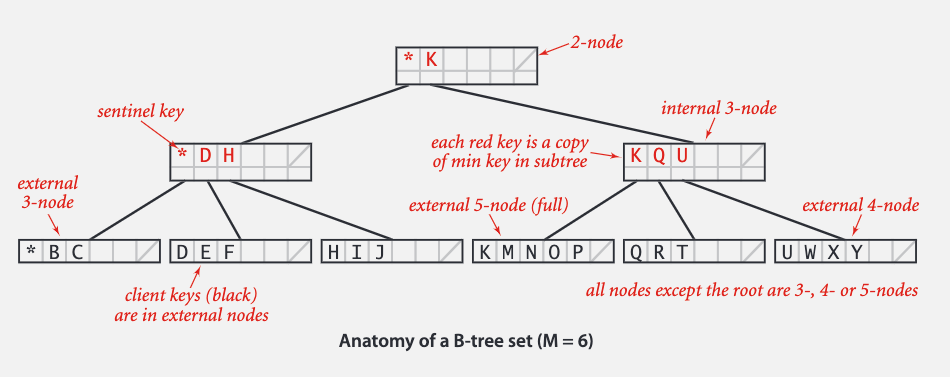 2-node
* K
sentinel key
internal 3-node
each red key is a copy
of min key in subtree
* D H
K Q U
external
3-node
external 5-node (full)
external 4-node
* B C
D E F
H I J
K M N O P
Q R T
U W X Y
client keys (black)
are in external nodes
all nodes except the root are 3-, 4- or 5-nodes
Anatomy of a B-tree set (M = 6)